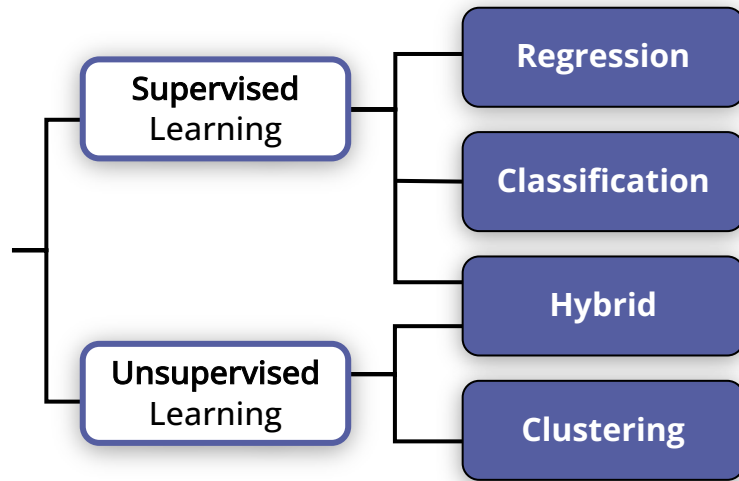 Supervised
Learning
Regression
Classification
Hybrid
Unsupervised
Learning
Clustering